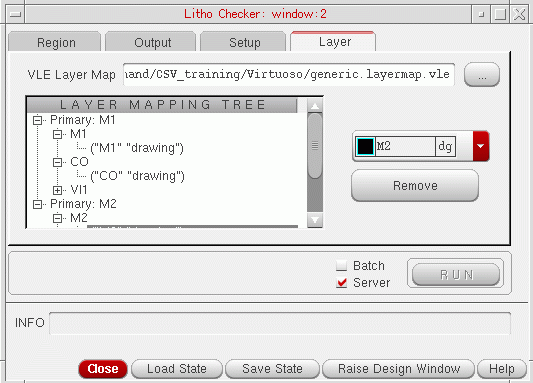 Litho Checker: window:2
Region Output Setup Layer
VLE Layer Map and/CSV_training/Virtuoso/generic.layermap.vle ...
LAYER MAPPING TREE
Primary: M1
M1
("M1" "drawing")
CO
("CO" "drawing")
VI1
Primary: M2
M2
M2 dg
Remove
Batch
Server
RUN
INFO
Close Load State Save State Raise Design Window Help